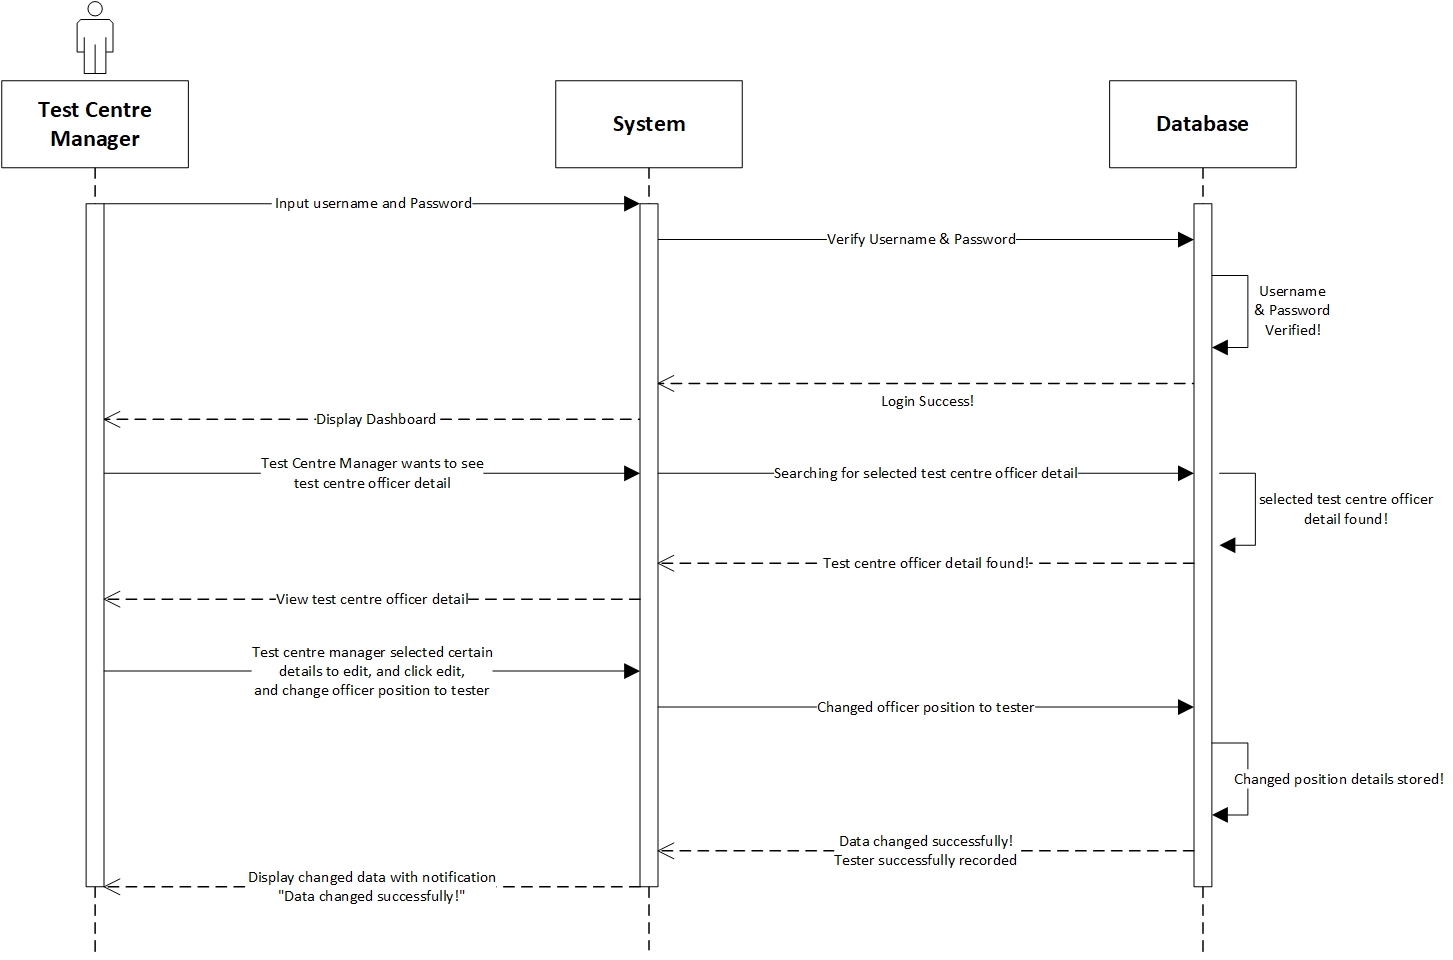 Test Centre
Manager
System
Database
Input username and Password
Verify Username & Password
Username
& Password
Verified!
Login Success!
Display Dashboard
Test Centre Manager wants to see
test centre officer detail
Searching for selected test centre officer detail
selected test centre officer
detail found!
Test centre officer detail found!
View test centre officer detail
Test centre manager selected certain
details to edit, and click edit,
and change officer position to tester
Changed officer position to tester
Changed position details stored!
Data changed successfully!
Tester successfully recorded
Display changed data with notification
"Data changed successfully!"